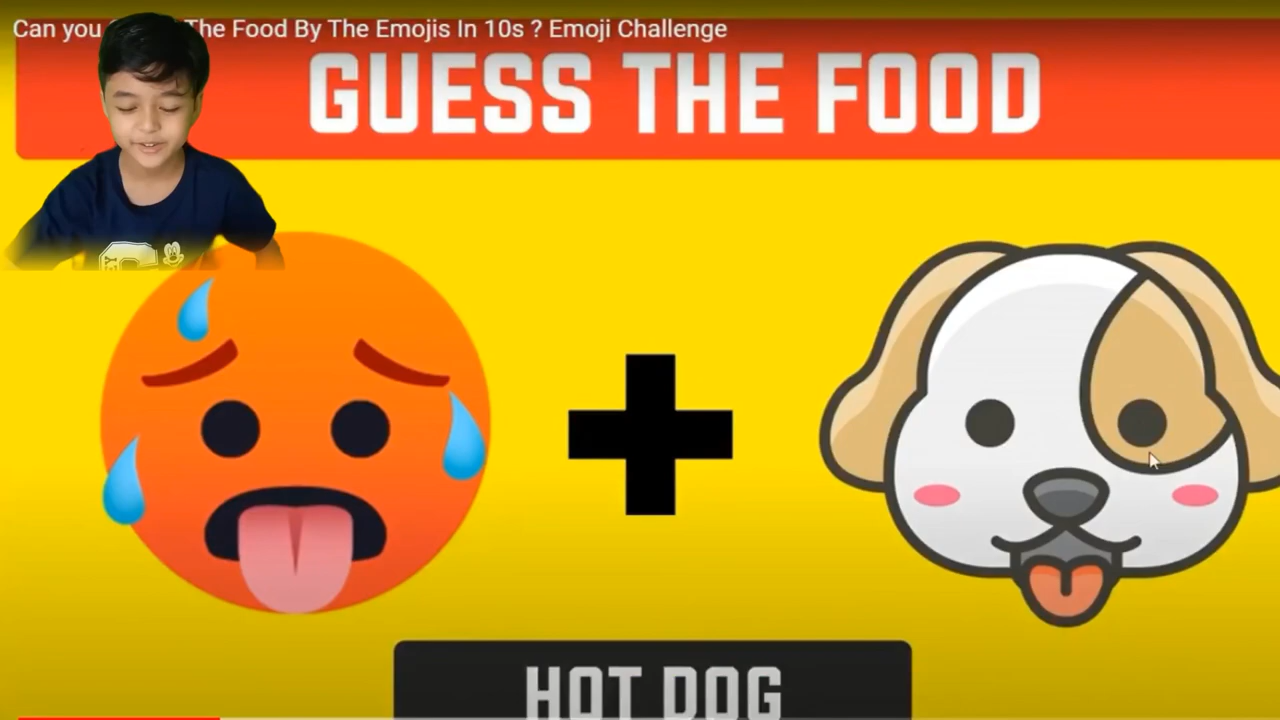 Can you The Food By The Emojis In 10s ? Emoji Challenge
GUESS THE FOOD
HOT DOG